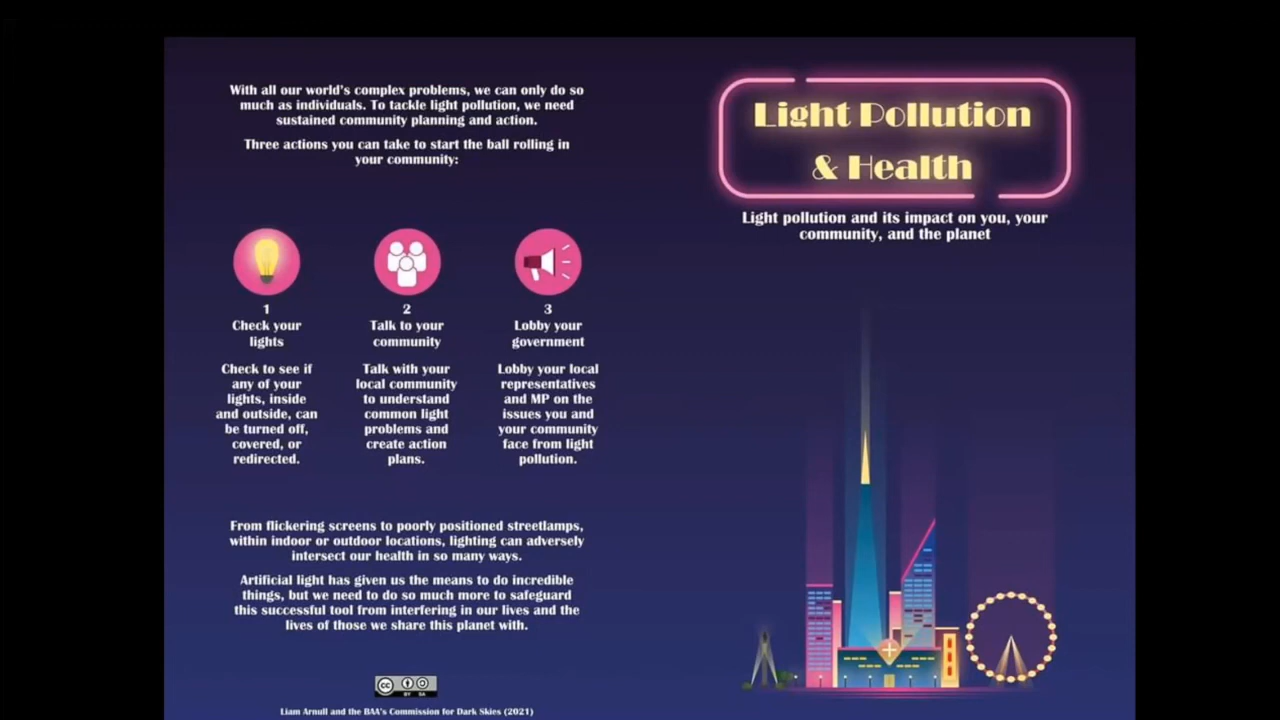 With all our world's complex problems, we can only do so
much as individuals. To tackle light pollution, we need
sustained community planning and action.
Three actions you can take to start the ball rolling in
your community:
1
Check your
lights
Check to see if
any of your
lights, inside
and outside, can
be turned off,
covered, or
redirected.
2
Talk to your
community
Talk with your
local community
to understand
common light
problems and
create action
plans.
3
Lobby your
government
Lobby your local
representatives
and MP on the
issues you and
your community
face from light
pollution.
From flickering screens to poorly positioned streetlamps,
within indoor or outdoor locations, lighting can adversely
intersect our health in so many ways.
Artificial light has given us the means to do incredible
things, but we need to do so much more to safeguard
this successful tool from interfering in our lives and the
lives of those we share this planet with.
CC BY SA
Liam Arnull and the BAA's Commission for Dark Skies (2021)
Light Pollution
& Health
Light pollution and its impact on you, your
community, and the planet